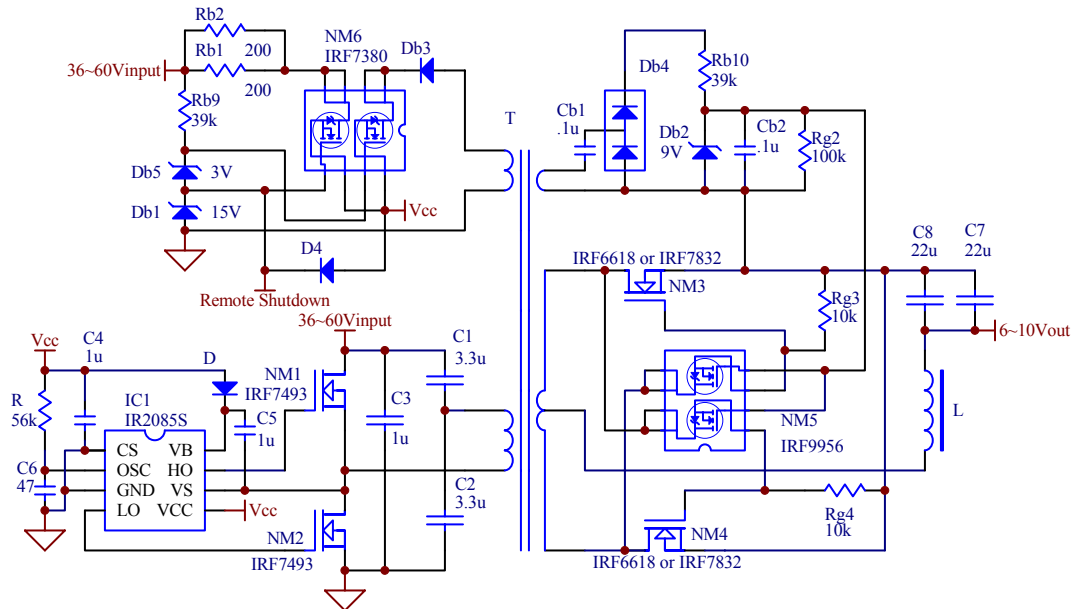 Rb2
200
Rb1
200
36~60Vinput
Rb9
39k
NM6
IRF7380
Db3
Db5 3V
Db1 15V
Vcc
D4
Remote Shutdown
T
Cb1
.1u
Db4
Rb10
39k
Db2
9V
Cb2
.1u
Rg2
100k
IRF6618 or IRF7832
NM3
Rg3
10k
C8
22u
C7
22u
6~10Vout
L
NM5
IRF9956
Rg4
10k
NM4
IRF6618 or IRF7832
36~60Vinput
Vcc
C4
1u
D
R
56k
IC1
IR2085S
CS VB
OSC HO
GND VS
LO VCC
C6
47
C5
1u
Vcc
NM1
IRF7493
NM2
IRF7493
C3
1u
C1
3.3u
C2
3.3u